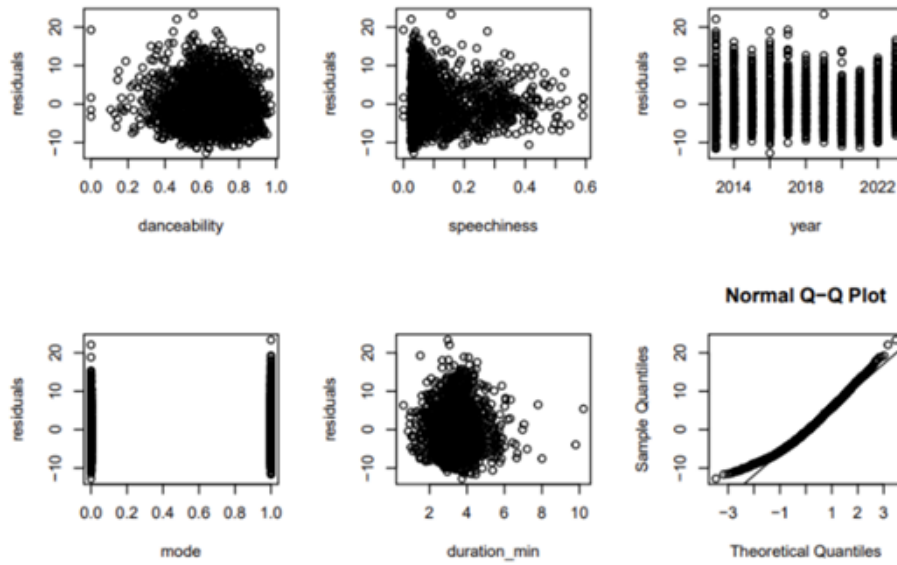 residuals
20
10
0
−10
0.0 0.2 0.4 0.6 0.8 1.0
danceability
residuals
20
10
0
−10
0.0 0.2 0.4 0.6
speechiness
residuals
20
10
0
−10
2014 2018 2022
year
residuals
20
10
0
−10
0.0 0.2 0.4 0.6 0.8 1.0
mode
residuals
20
10
0
−10
2 4 6 8 10
duration_min
Normal Q−Q Plot
Sample Quantiles
20
10
0
−10
−3 −1 1 2 3
Theoretical Quantiles